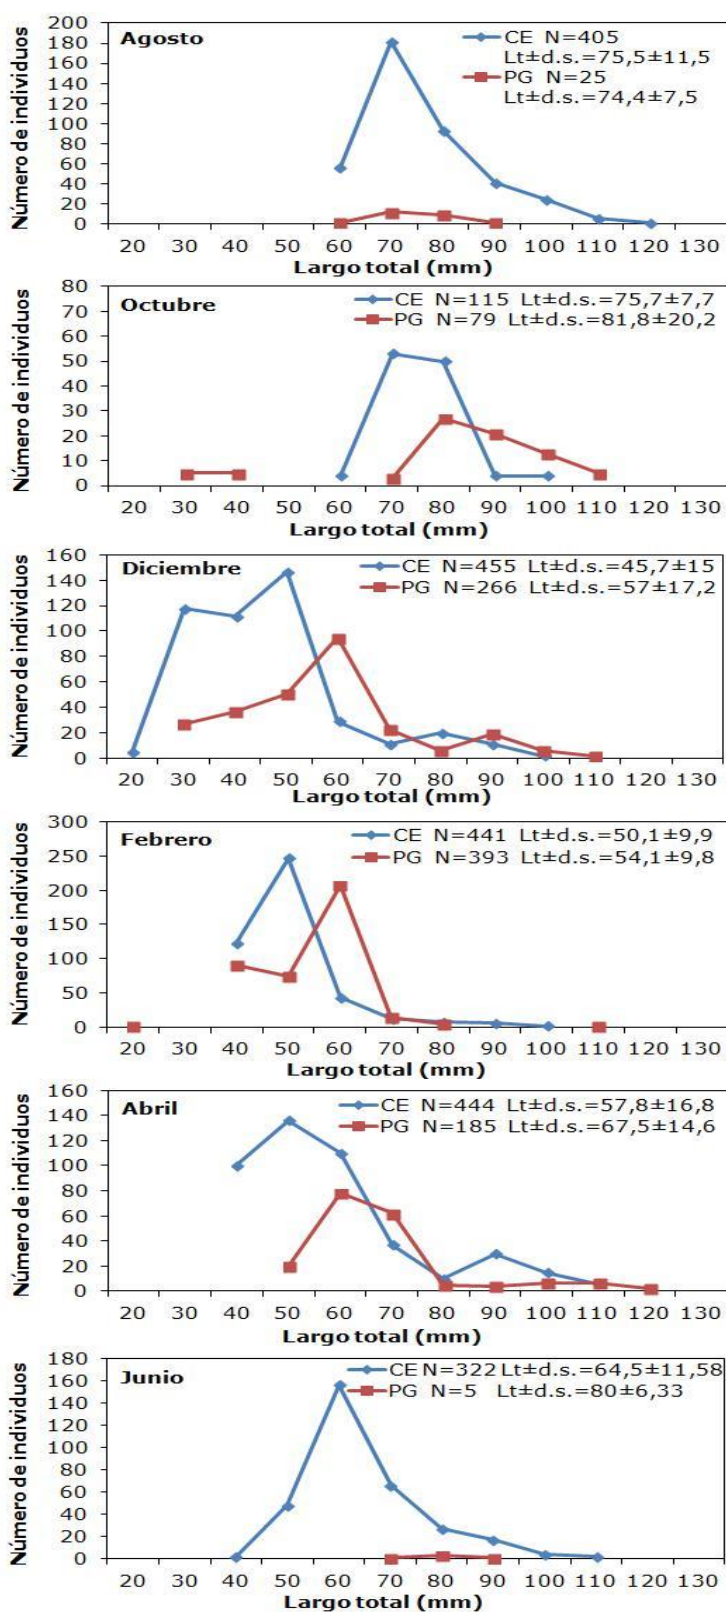 Agosto
CE N=405
Lt±d.s.=75,5±11,5
PG N=25
Lt±d.s.=74,4±7,5
Número de individuos
200
180
160
140
120
100
80
60
40
20
0
20 30 40 50 60 70 80 90 100 110 120 130
Largo total (mm)
Octubre
CE N=115 Lt±d.s.=75,7±7,7
PG N=79 Lt±d.s.=81,8±20,2
Número de individuos
80
70
60
50
40
30
20
10
0
20 30 40 50 60 70 80 90 100 110 120 130
Largo total (mm)
Diciembre
CE N=455 Lt±d.s.=45,7±15
PG N=266 Lt±d.s.=57±17,2
Número de individuos
160
140
120
100
80
60
40
20
0
20 30 40 50 60 70 80 90 100 110 120 130
Largo total (mm)
Febrero
CE N=441 Lt±d.s.=50,1±9,9
PG N=393 Lt±d.s.=54,1±9,8
Número de individuos
300
250
200
150
100
50
0
20 30 40 50 60 70 80 90 100 110 120 130
Largo total (mm)
Abril
CE N=444 Lt±d.s.=57,8±16,8
PG N=185 Lt±d.s.=67,5±14,6
Número de individuos
160
140
120
100
80
60
40
20
0
20 30 40 50 60 70 80 90 100 110 120 130
Largo total (mm)
Junio
CE N=322 Lt±d.s.=64,5±11,58
PG N=5 Lt±d.s.=80±6,33
Número de individuos
180
160
140
120
100
80
60
40
20
0
20 30 40 50 60 70 80 90 100 110 120 130
Largo total (mm)